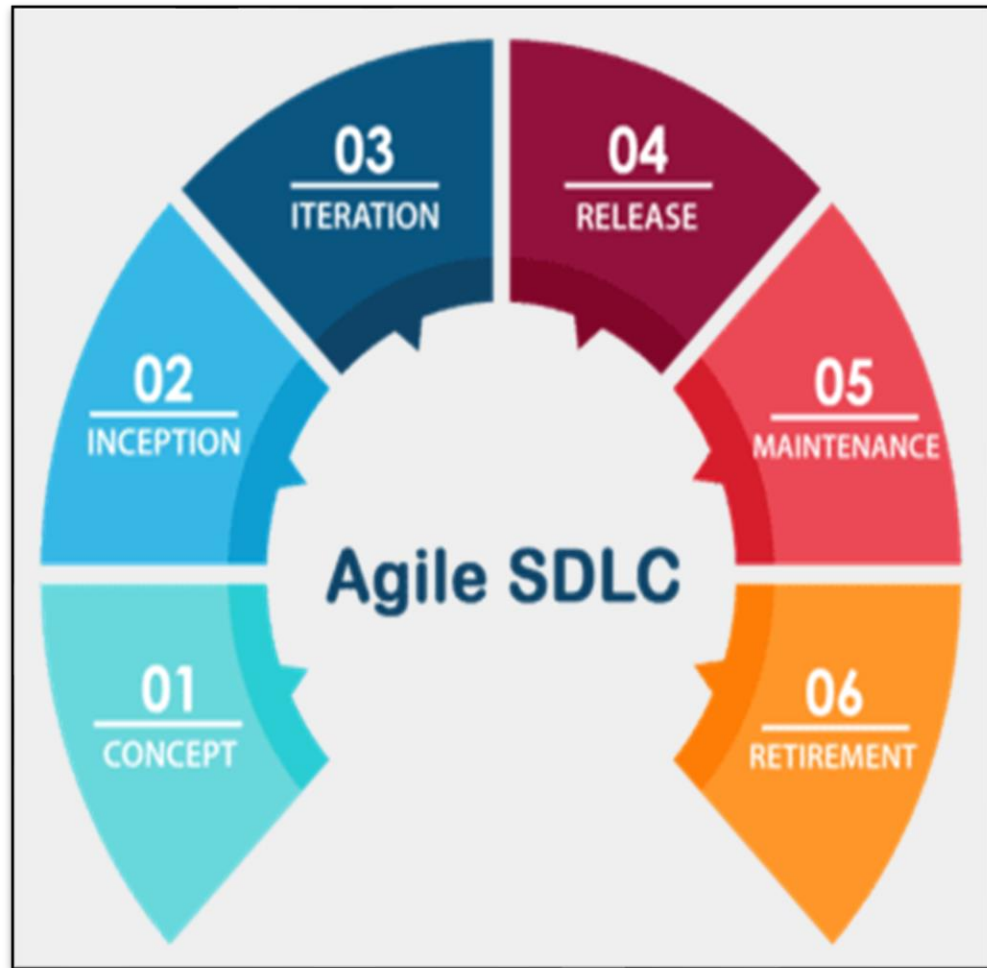 03
ITERATION
04
RELEASE
02
INCEPTION
05
MAINTENANCE
Agile SDLC
01
CONCEPT
06
RETIREMENT